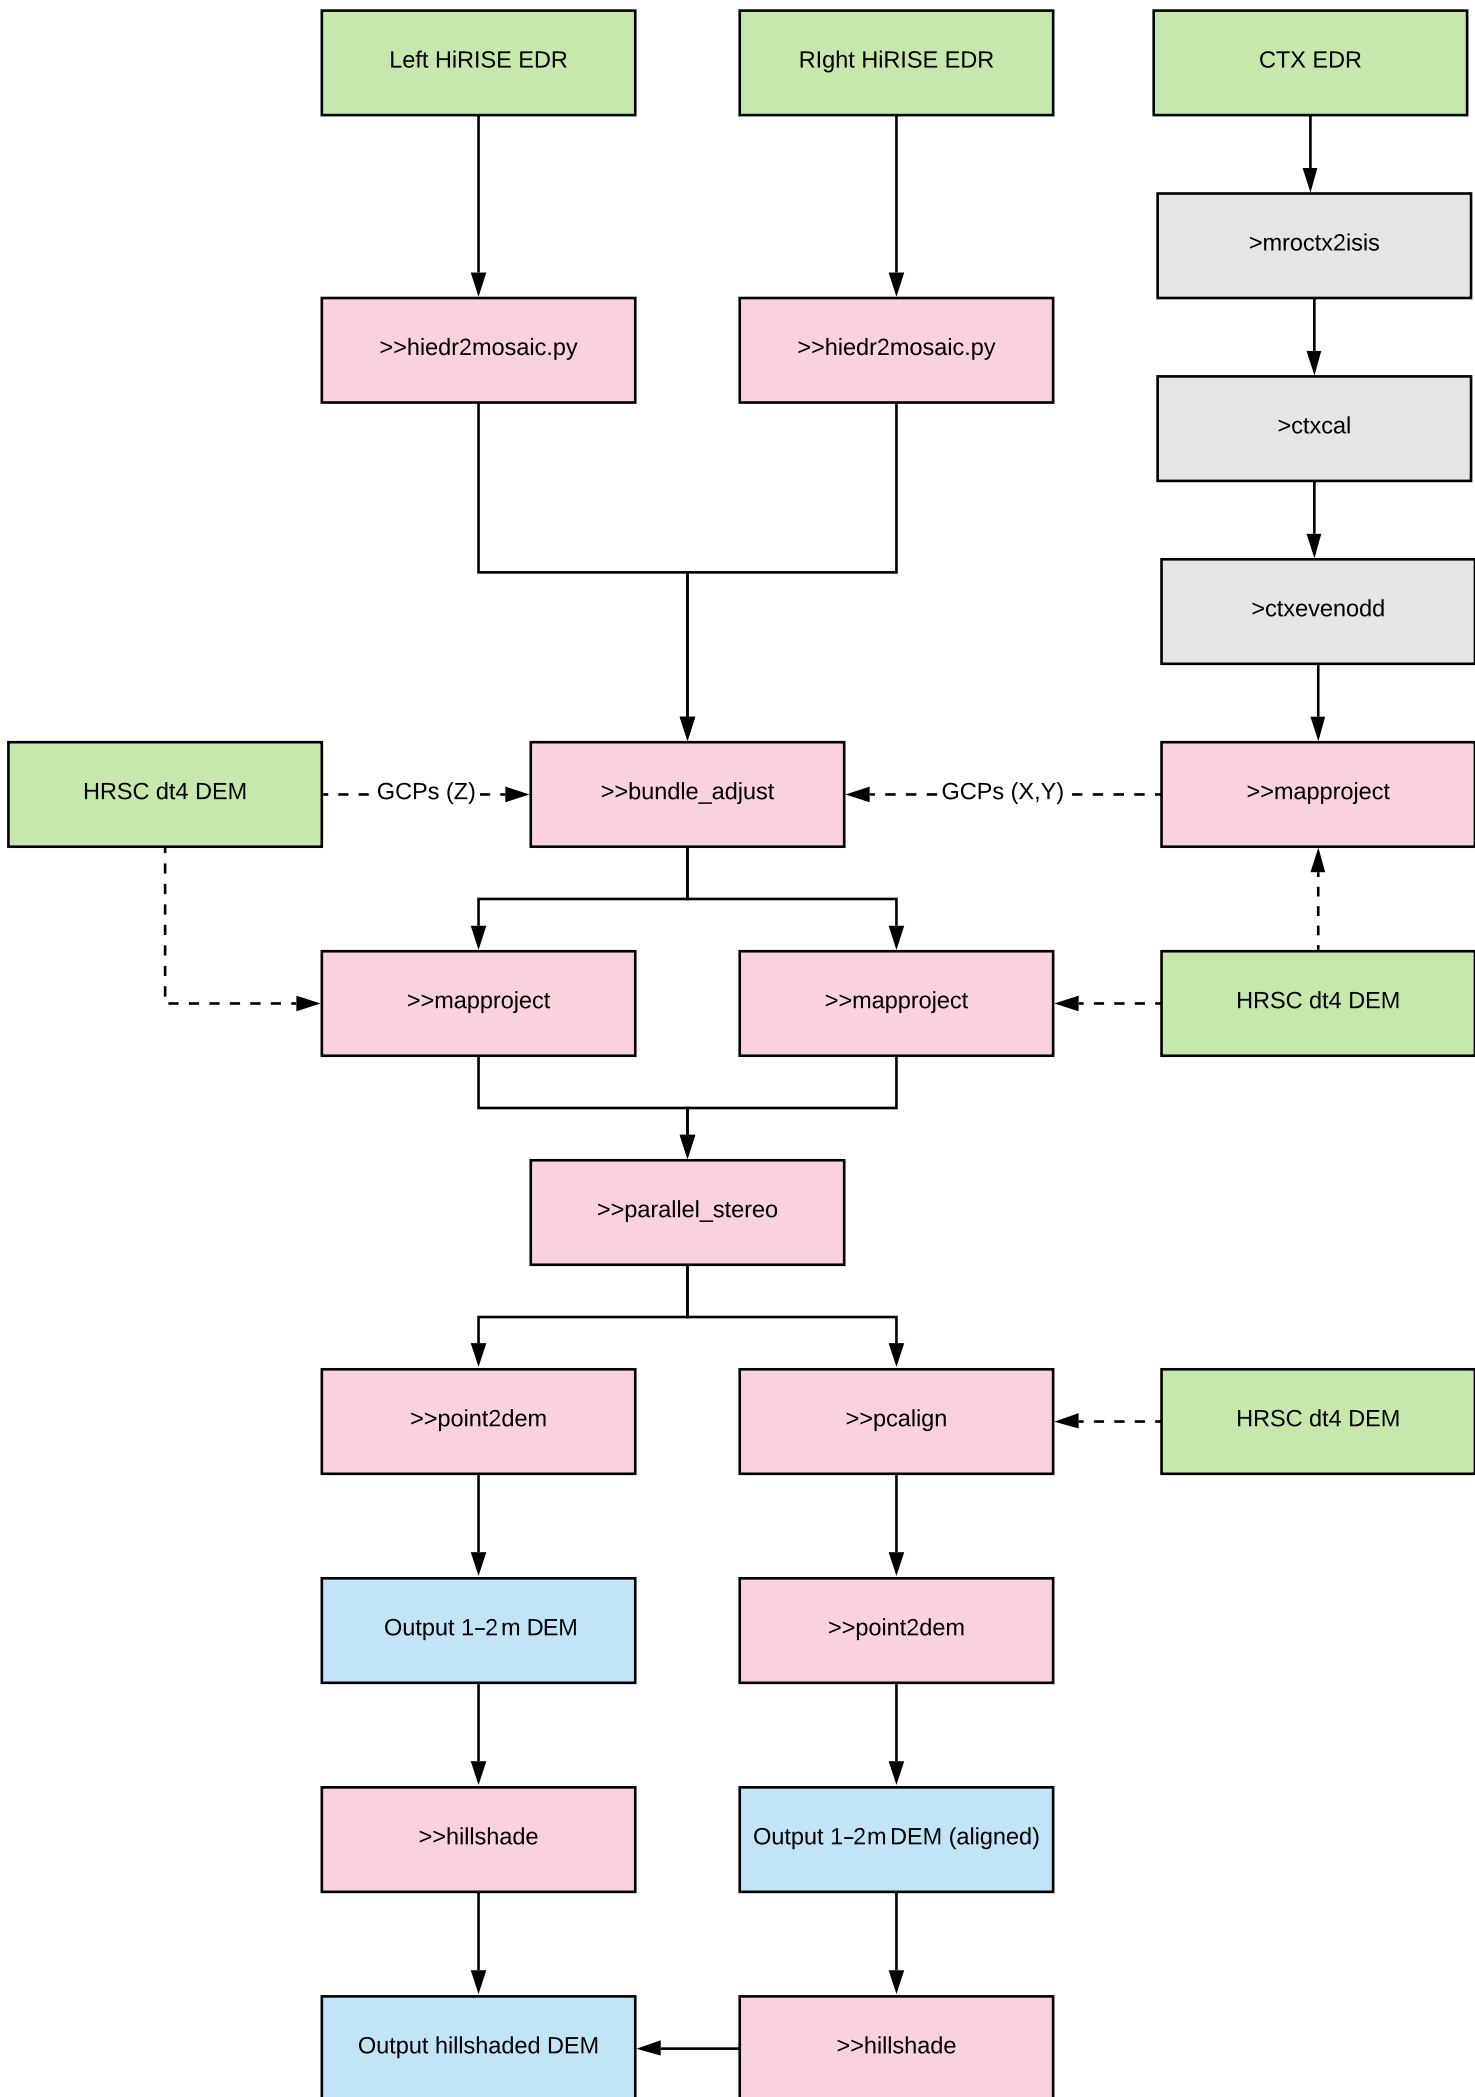 Left HiRISE EDR
RIght HiRISE EDR
CTX EDR
>mroctx2isis
>>hiedr2mosaic.py
>>hiedr2mosaic.py
>ctxcal
>ctxevenodd
HRSC dt4 DEM
GCPs (Z)
>>bundle_adjust
GCPs (X,Y)
>>mapproject
>>mapproject
>>mapproject
HRSC dt4 DEM
>>parallel_stereo
>>point2dem
>>pcalign
HRSC dt4 DEM
Output 1–2 m DEM
>>point2dem
>>hillshade
Output 1–2 m DEM (aligned)
Output hillshaded DEM
>>hillshade